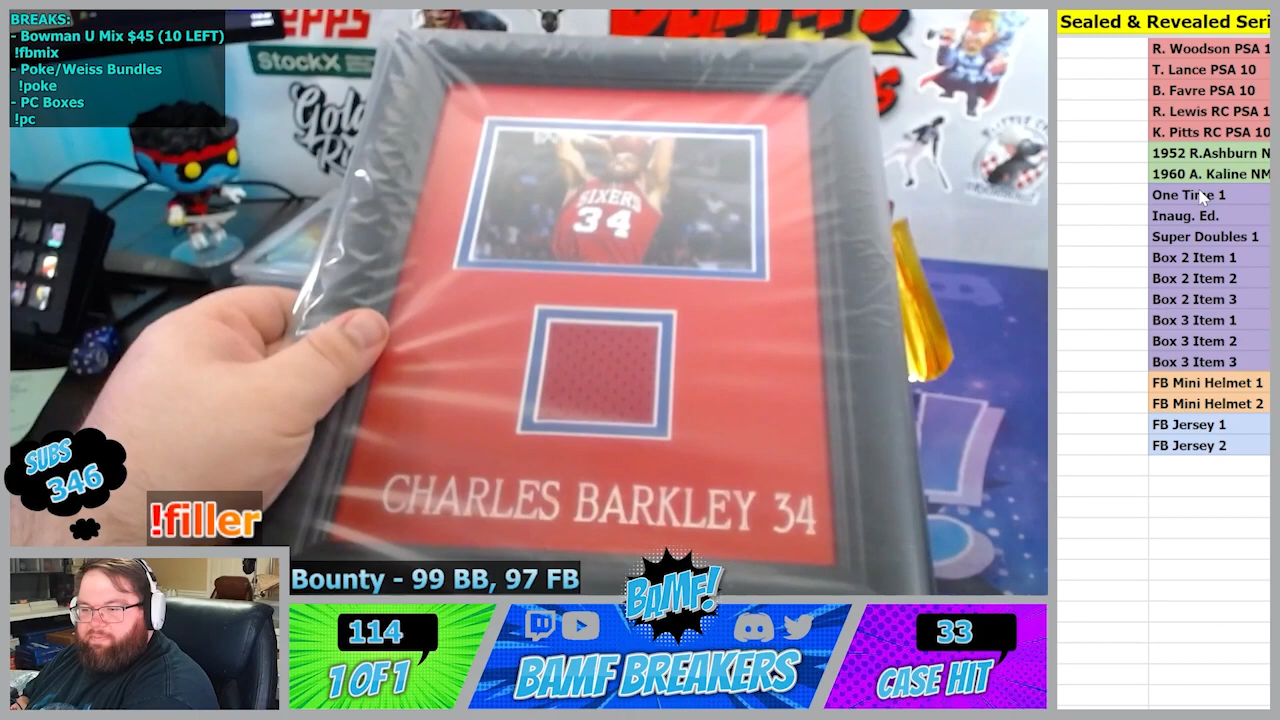 BREAKS:
- Bowman U Mix $45 (10 LEFT)
!fbmix
- Poke/Weiss Bundles
!poke
- PC Boxes
!pc
StockX
SIXERS
34
CHARLES BARKLEY 34
SUBS
346
!filler
Bounty - 99 BB, 97 FB
BAMF!
114
1 OF 1
BAMF BREAKERS
33
CASE HIT
Sealed & Revealed Seri
R. Woodson PSA 1
T. Lance PSA 10
B. Favre PSA 10
R. Lewis RC PSA 1
K. Pitts RC PSA 10
1952 R.Ashburn N
1960 A. Kaline NM
One Time 1
Inaug. Ed.
Super Doubles 1
Box 2 Item 1
Box 2 Item 2
Box 2 Item 3
Box 3 Item 1
Box 3 Item 2
Box 3 Item 3
FB Mini Helmet 1
FB Mini Helmet 2
FB Jersey 1
FB Jersey 2